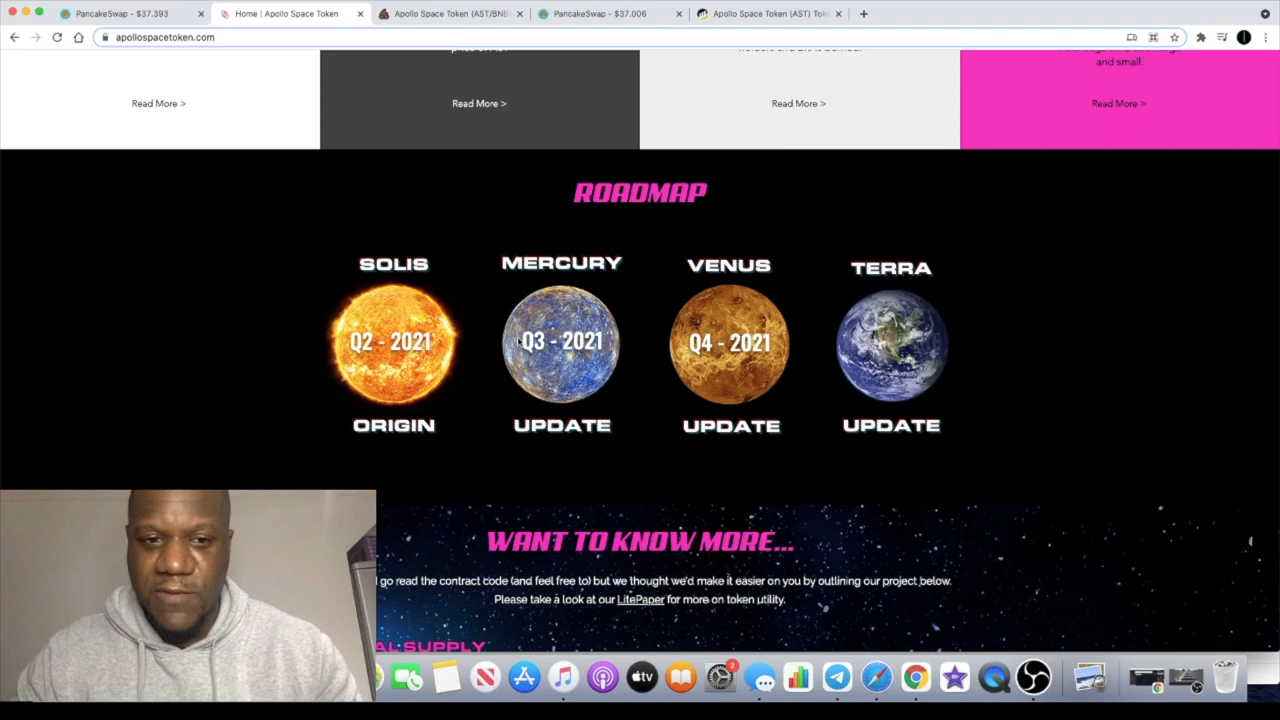 PancakeSwap - $37.393
Home | Apollo Space Token
Apollo Space Token (AST/BNB
PancakeSwap - $37.006
Apollo Space Token (AST) Tok
apollospacetoken.com
and small.
Read More >
Read More >
Read More >
Read More >
ROADMAP
SOLIS
MERCURY
VENUS
TERRA
Q2 - 2021
Q3 - 2021
Q4 - 2021
ORIGIN
UPDATE
UPDATE
UPDATE
WANT TO KNOW MORE...
go read the contract code (and feel free to) but we thought we'd make it easier on you by outlining our project below.
Please take a look at our LitePaper for more on token utility.
AL SUPPLY
tv
2